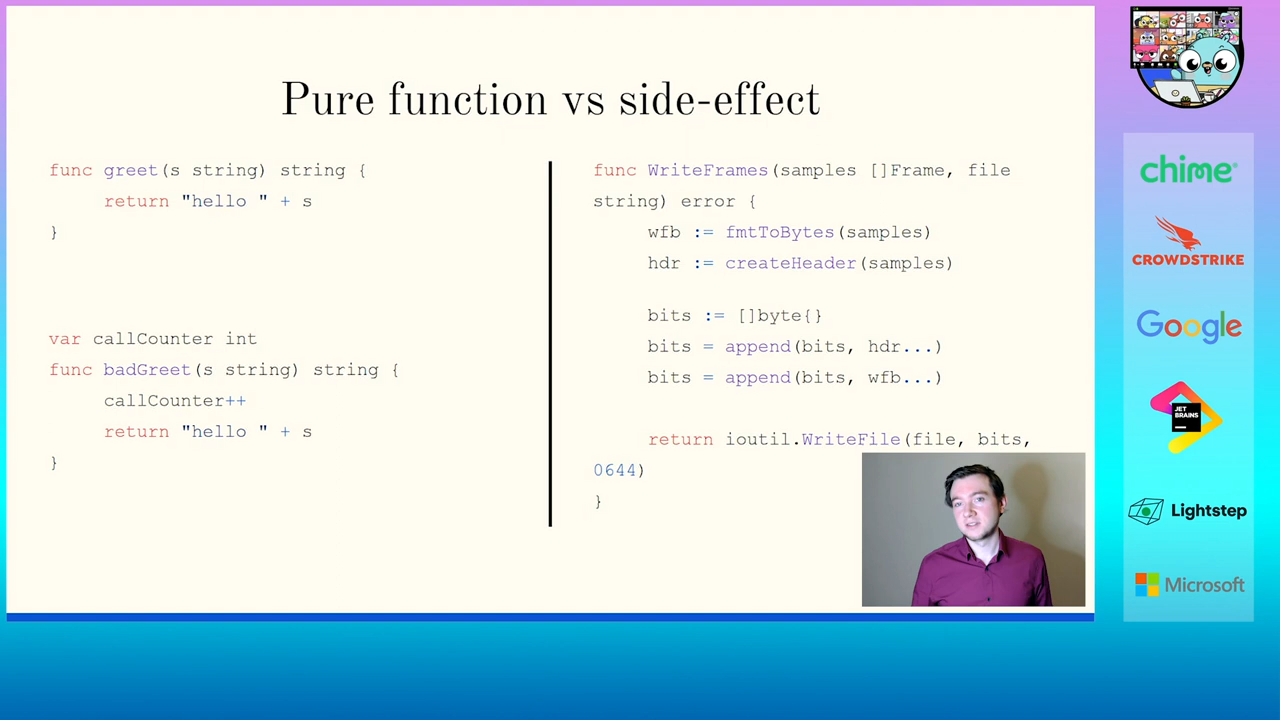 Pure function vs side-effect
func greet(s string) string {
return "hello " + s
}
var callCounter int
func badGreet(s string) string {
callCounter++
return "hello " + s
}
func WriteFrames(samples []Frame, file
string) error {
wfb := fmtToBytes(samples)
hdr := createHeader(samples)
bits := []byte{}
bits = append(bits, hdr...)
bits = append(bits, wfb...)
return ioutil.WriteFile(file, bits,
0644)
}
chime
CROWDSTRIKE
Google
JET
BRAINS
Lightstep
Microsoft